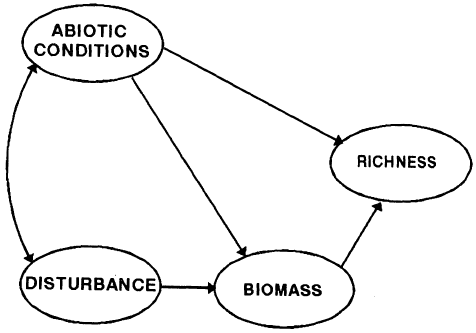 ABIOTIC
CONDITIONS
RICHNESS
DISTURBANCE
BIOMASS